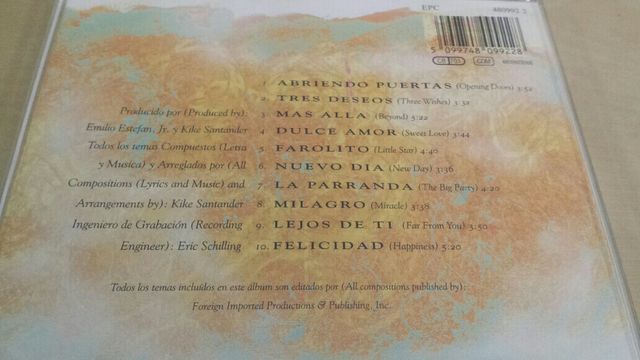 EPC 480992 2
5 099748 099228
1. ABRIENDO PUERTAS (Opening Doors) 3:52
2. TRES DESEOS (Three Wishes) 3:32
Producido por (Produced by): 3. MAS ALLA (Beyond) 5:22
Emilio Estefan, Jr. y Kike Santander 4. DULCE AMOR (Sweet Love) 3:44
Todos los temas Compuestos (Letra 5. FAROLITO (Little Star) 4:40
y Musica) y Arreglados por (All 6. NUEVO DIA (New Day) 3:36
Compositions (Lyrics and Music) and 7. LA PARRANDA (The Big Party) 4:20
Arrangements by): Kike Santander 8. MILAGRO (Miracle) 3:38
Ingeniero de Grabación (Recording 9. LEJOS DE TI (Far From You) 3:50
Engineer): Eric Schilling 10. FELICIDAD (Happiness) 5:20
Todos los temas incluídos en este álbum son editados por (All compositions published by):
Foreign Imported Productions & Publishing, Inc.